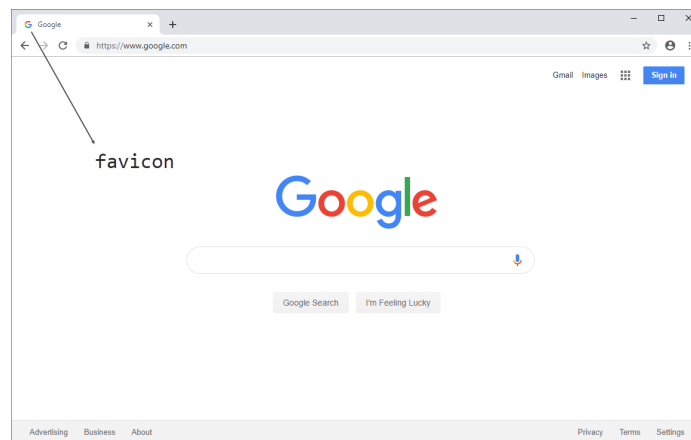 Google
https://www.google.com
Gmail Images Sign in
favicon
Google
Google Search I'm Feeling Lucky
Advertising Business About Privacy Terms Settings